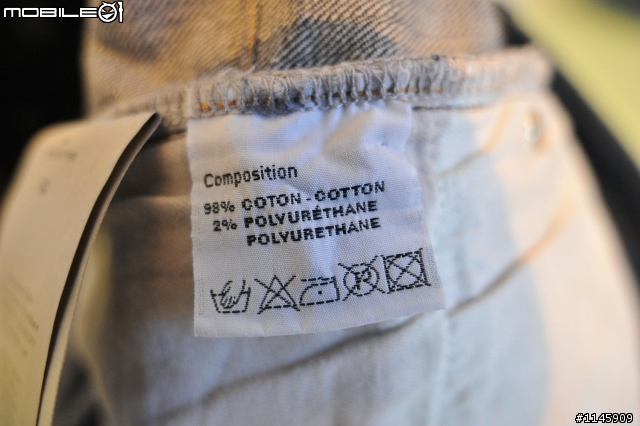 MOBILE01
Composition
98% COTON - COTTON
2% POLYURÉTHANE
POLYURETHANE
P
#1145909